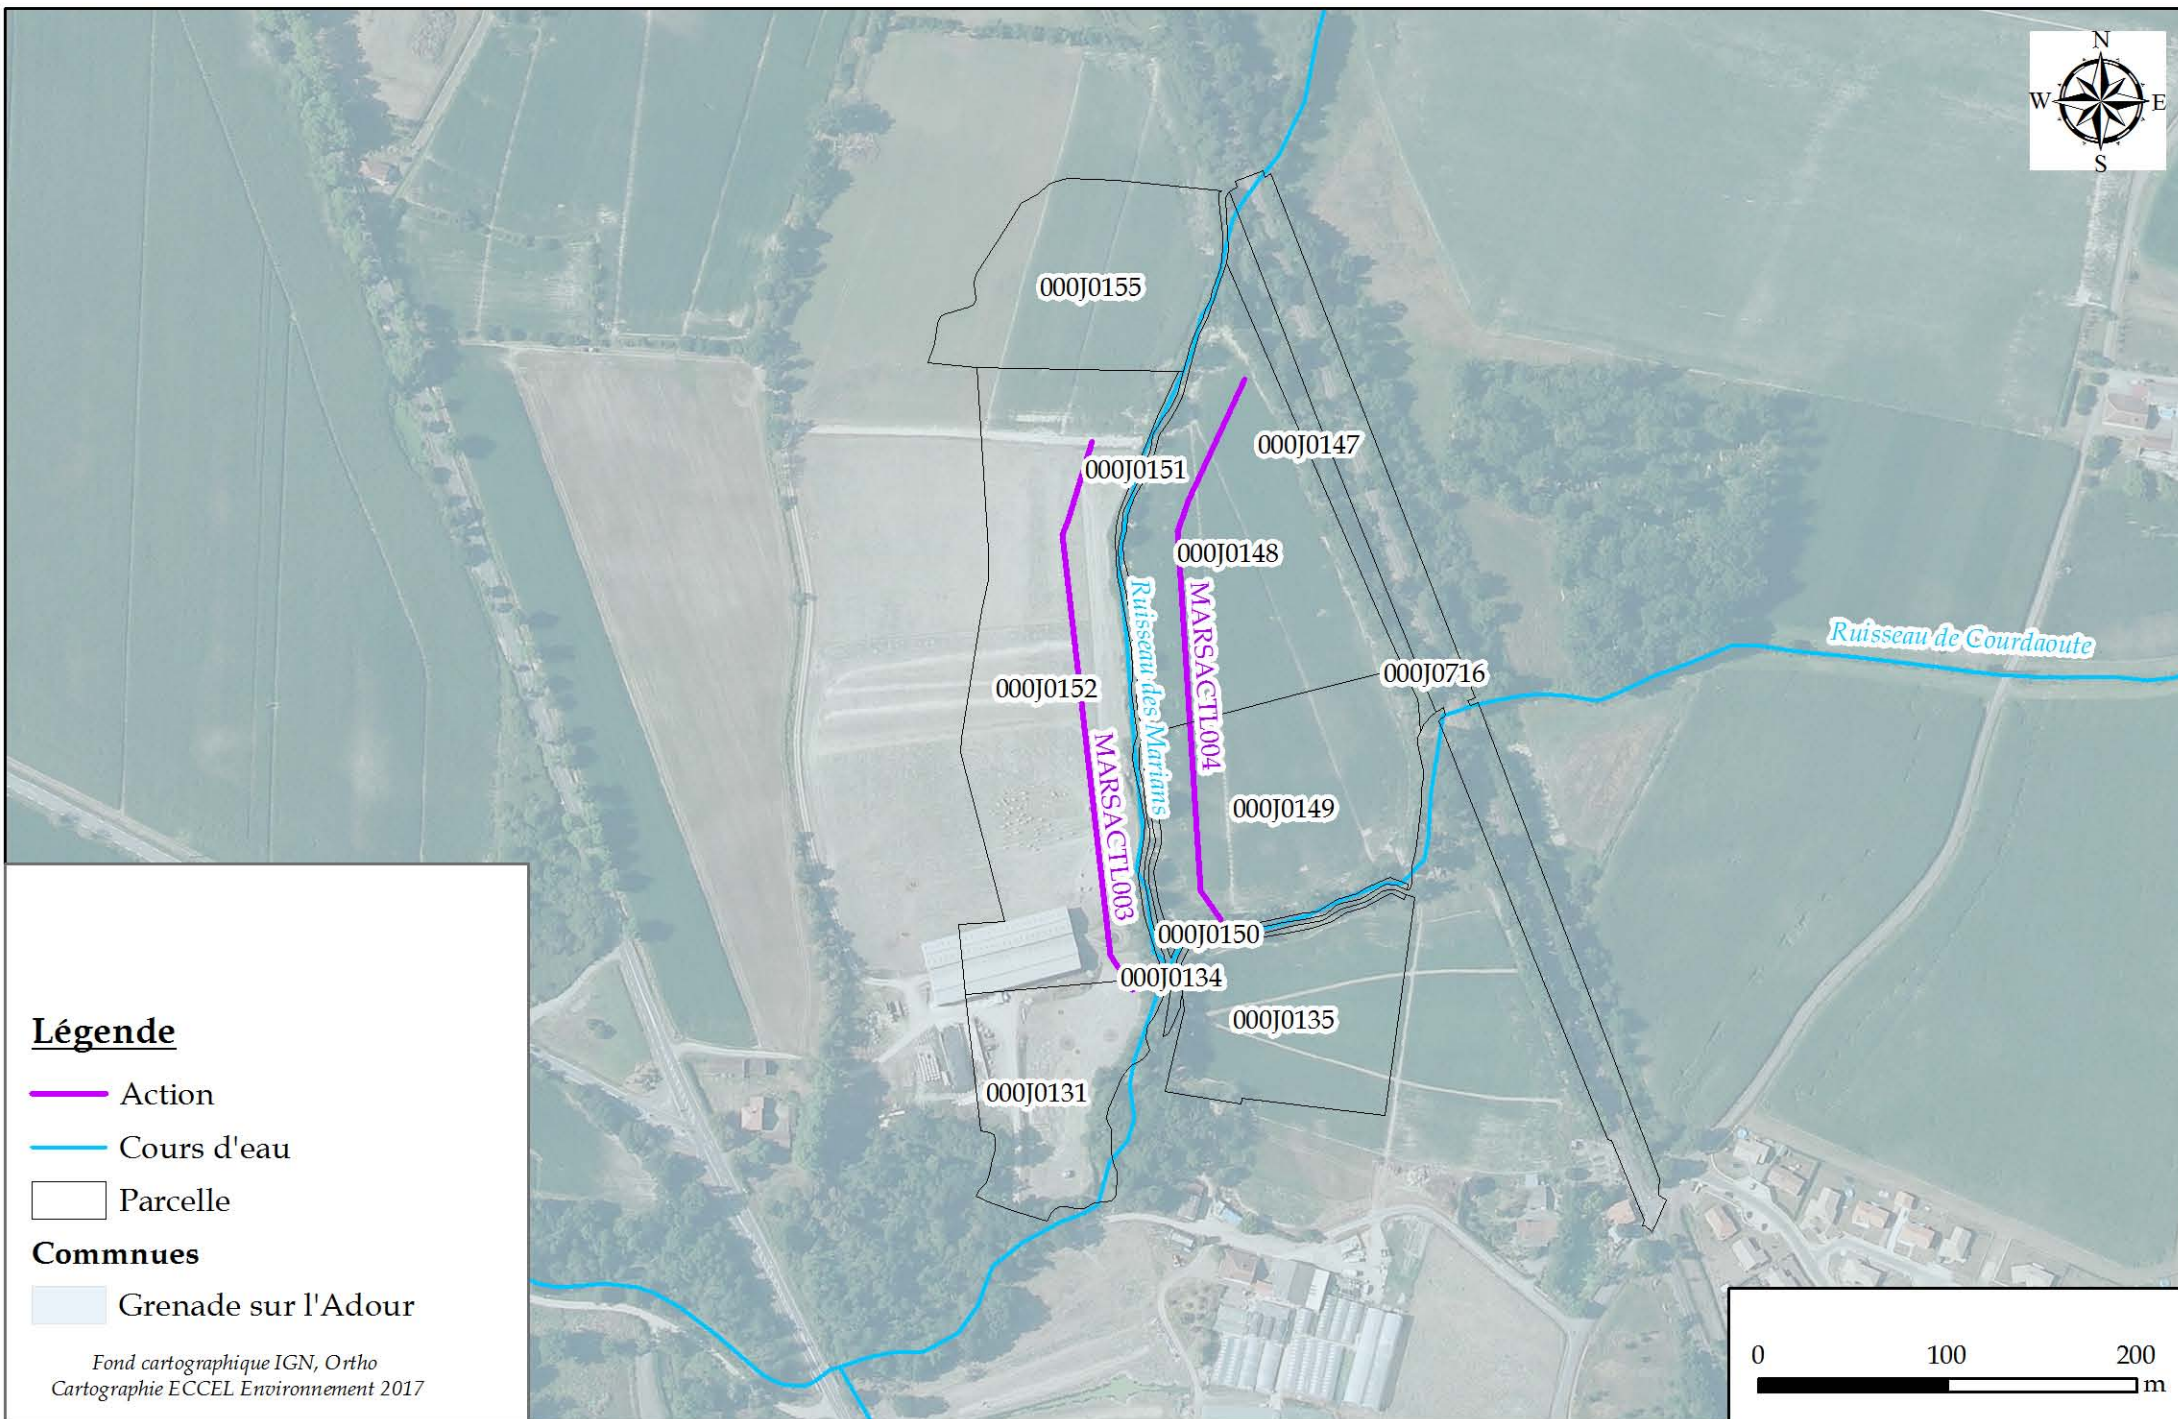 N
W
E
S
000J0155
000J0147
000J0151
000J0148
Ruisseau de Courdaoute
000J0716
000J0152
Ruisseau des Marians
MARSACTL004
MARSACTL003
000J0149
000J0150
000J0134
000J0135
000J0131
Légende
Action
Cours d'eau
Parcelle
Commnues
Grenade sur l'Adour
Fond cartographique IGN, Ortho
Cartographie ECCEL Environnement 2017
0 100 200
m